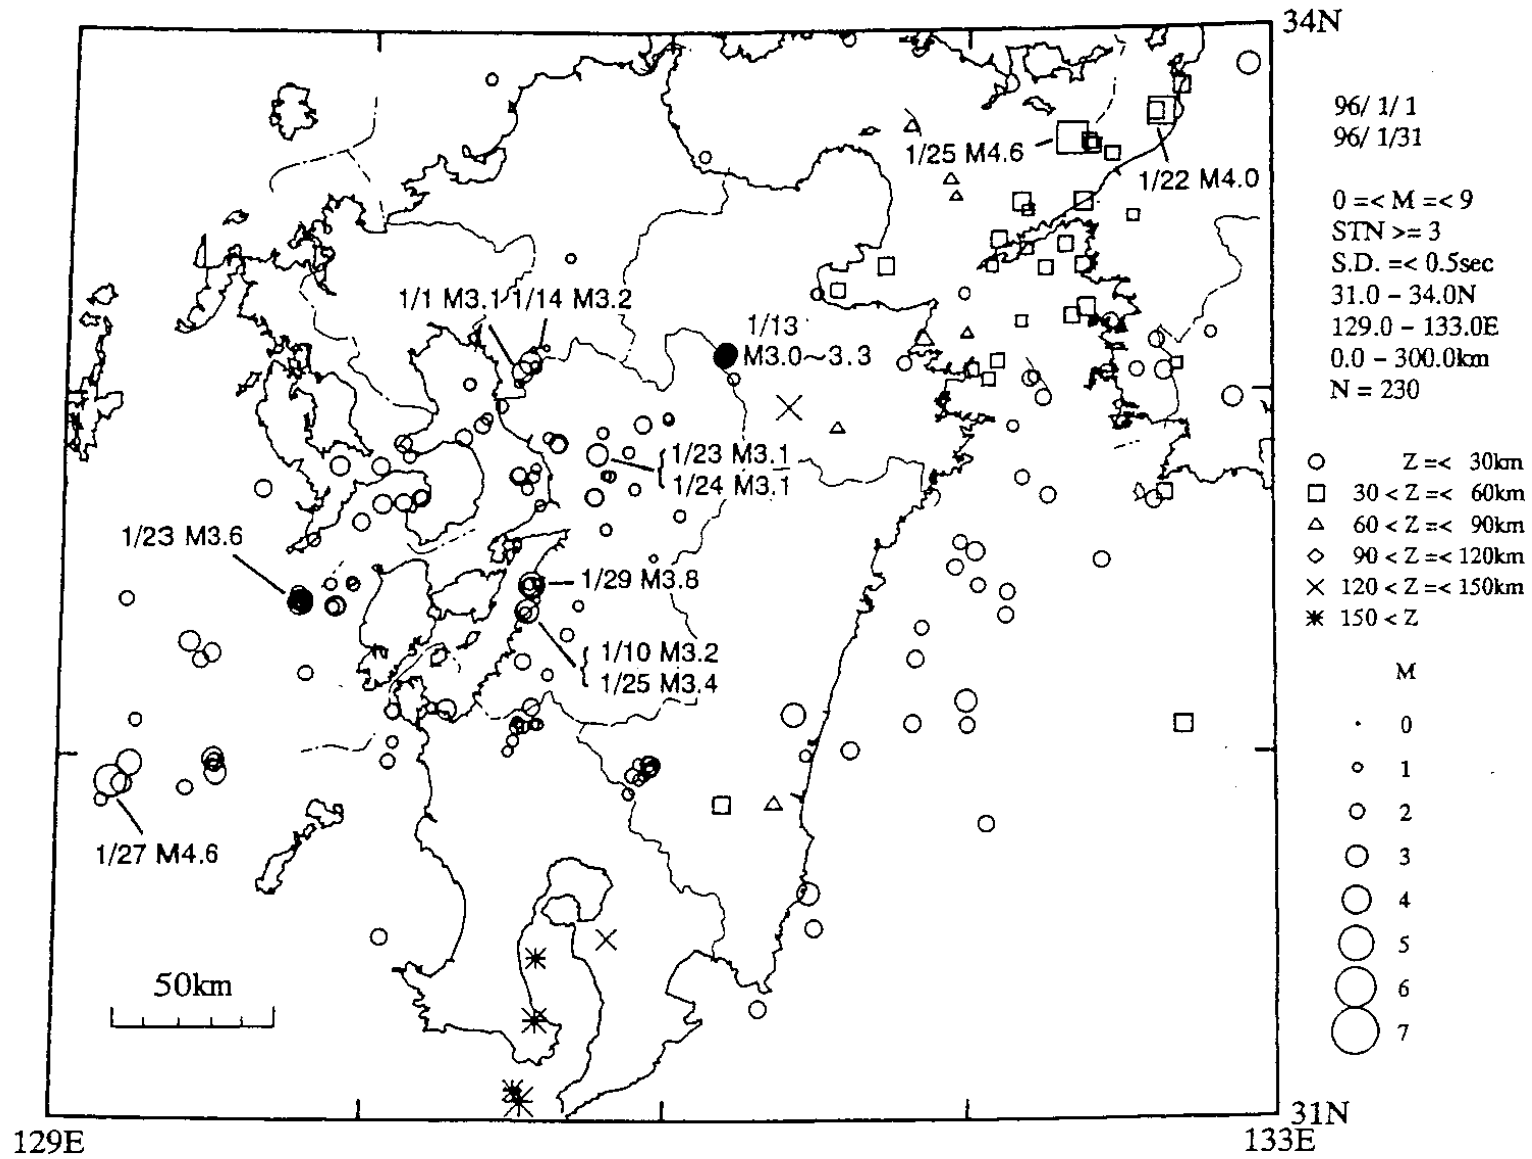 34N
96/ 1/ 1
96/ 1/31
0 =< M =< 9
STN >= 3
S.D. =< 0.5sec
31.0 – 34.0N
129.0 – 133.0E
0.0 – 300.0km
N = 230
1/25 M4.6
1/22 M4.0
1/1 M3.1
1/14 M3.2
1/13
M3.0~3.3
1/23 M3.1
1/24 M3.1
1/23 M3.6
1/29 M3.8
1/10 M3.2
1/25 M3.4
1/27 M4.6
Z =< 30km
30 < Z =< 60km
60 < Z =< 90km
90 < Z =< 120km
120 < Z =< 150km
150 < Z
M
0
1
2
3
4
5
6
7
50km
31N
129E
133E